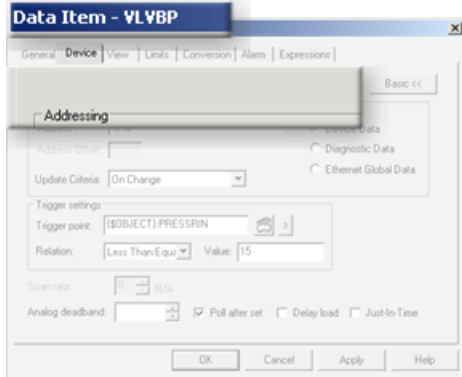 Data Item - VLVBP
General Device View Limits Conversion Alarm Expressions
Basic <<
Addressing
Device Data
Address Offset:
Diagnostic Data
Ethernet Global Data
Update Criteria: On Change
Trigger settings
Trigger point: {$OBJECT}.PRESSRIN >
Relation: Less Than Equ Value: 15
Scan rate: 0 N/A
Analog deadband: Poll after set Delay load Just-In-Time
OK Cancel Apply Help